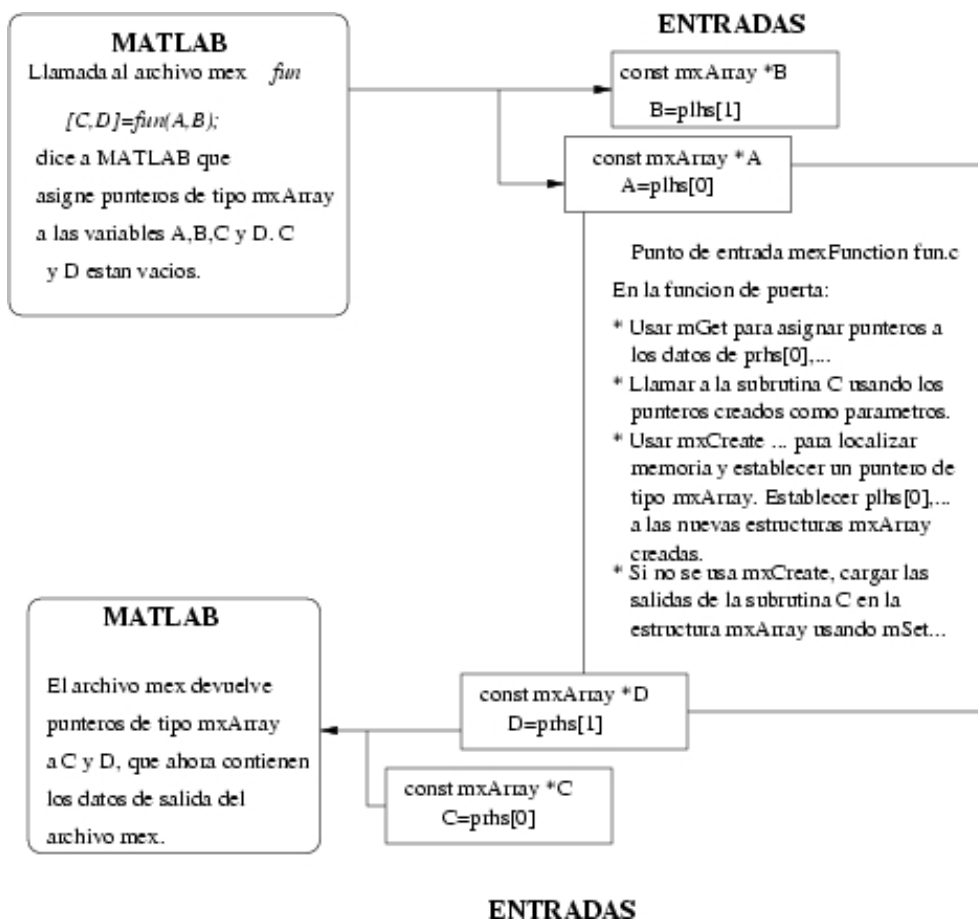 MATLAB
Llamada al archivo mex fun
[C,D]=fun(A,B);
dice a MATLAB que
asigne punteros de tipo mxArray
a las variables A,B,C y D. C
y D estan vacios.
ENTRADAS
const mxArray *B
B=plhs[1]
const mxArray *A
A=plhs[0]
Punto de entrada mexFunction fun.c
En la funcion de puerta:
* Usar mGet para asignar punteros a
los datos de prhs[0],...
* Llamar a la subrutina C usando los
punteros creados como parametros.
* Usar mxCreate ... para localizar
memoria y establecer un puntero de
tipo mxArray. Establecer plhs[0],...
a las nuevas estructuras mxArray
creadas.
* Si no se usa mxCreate, cargar las
salidas de la subrutina C en la
estructura mxArray usando mSet...
MATLAB
El archivo mex devuelve
punteros de tipo mxArray
a C y D, que ahora contienen
los datos de salida del
archivo mex.
const mxArray *D
D=prhs[1]
const mxArray *C
C=prhs[0]
ENTRADAS